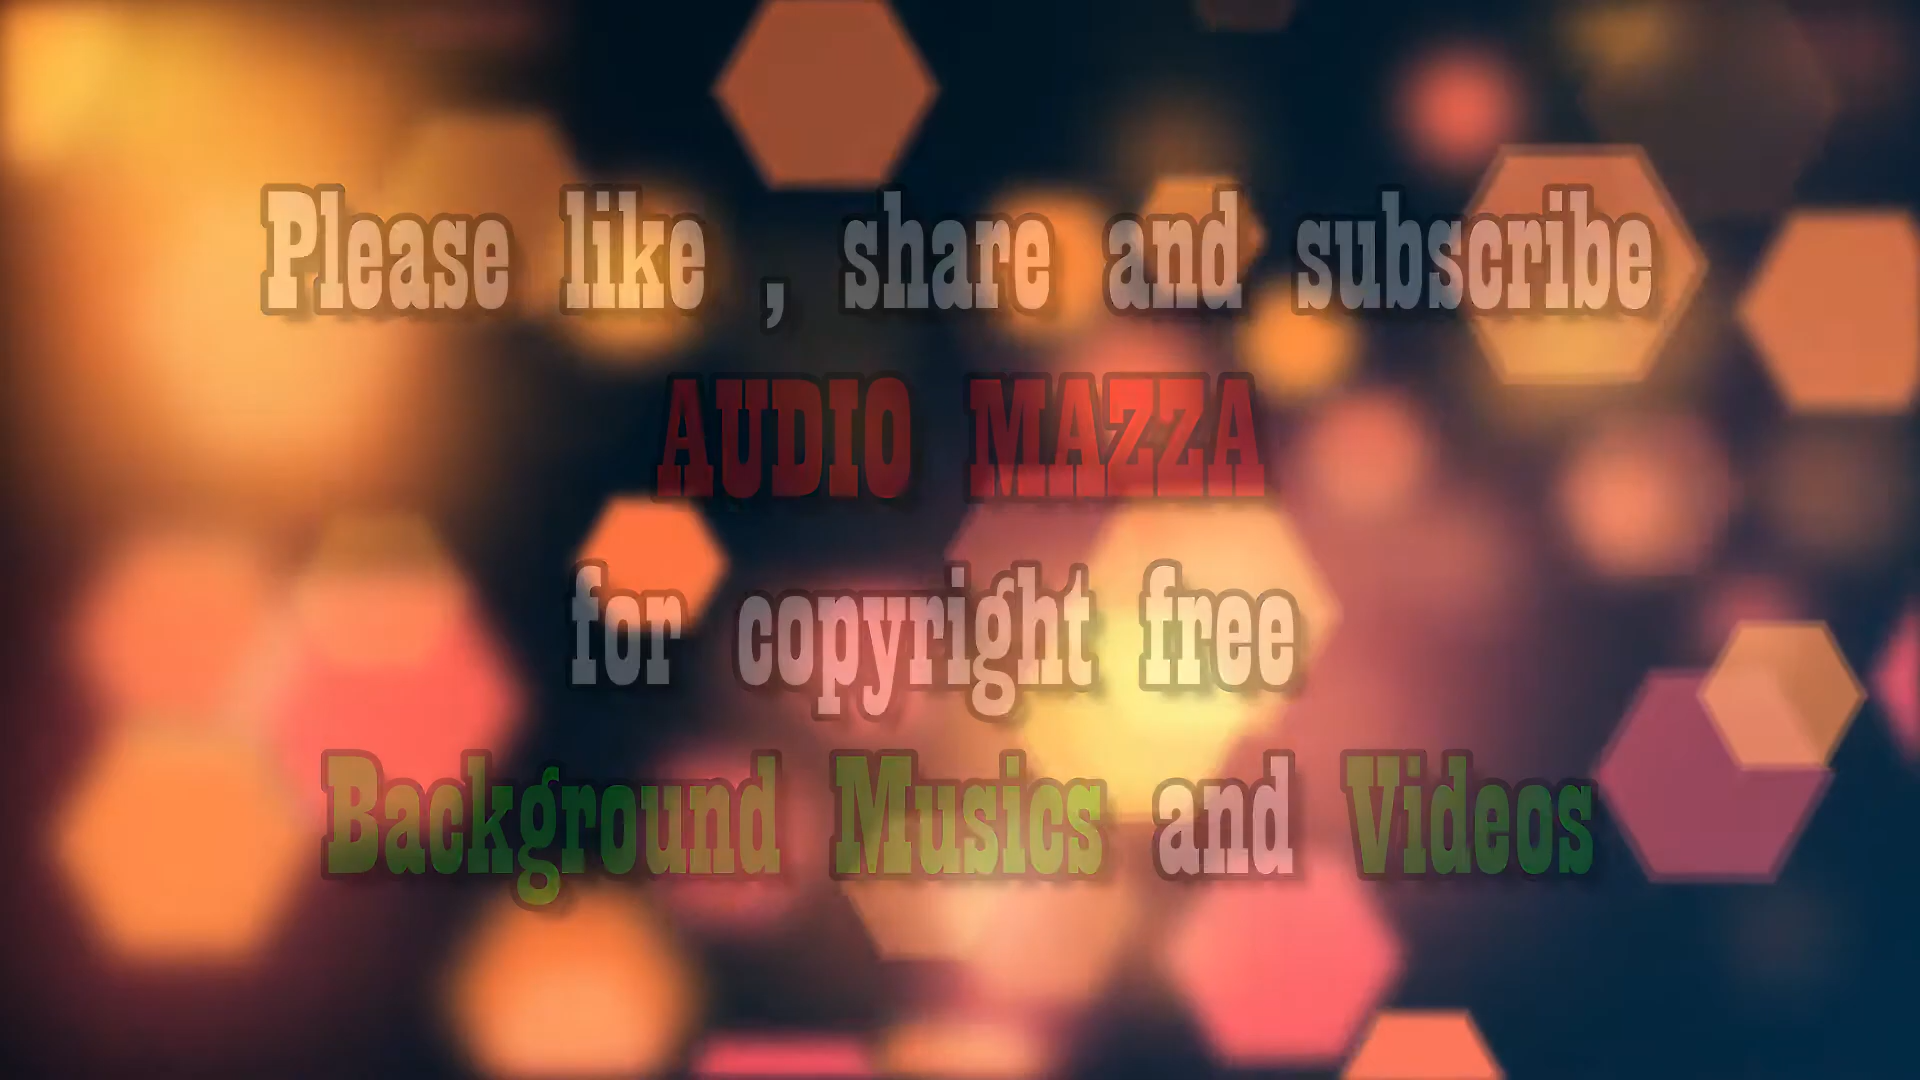 Please like , share and subscribe
AUDIO MAZZA
for copyright free
Background Musics and Videos